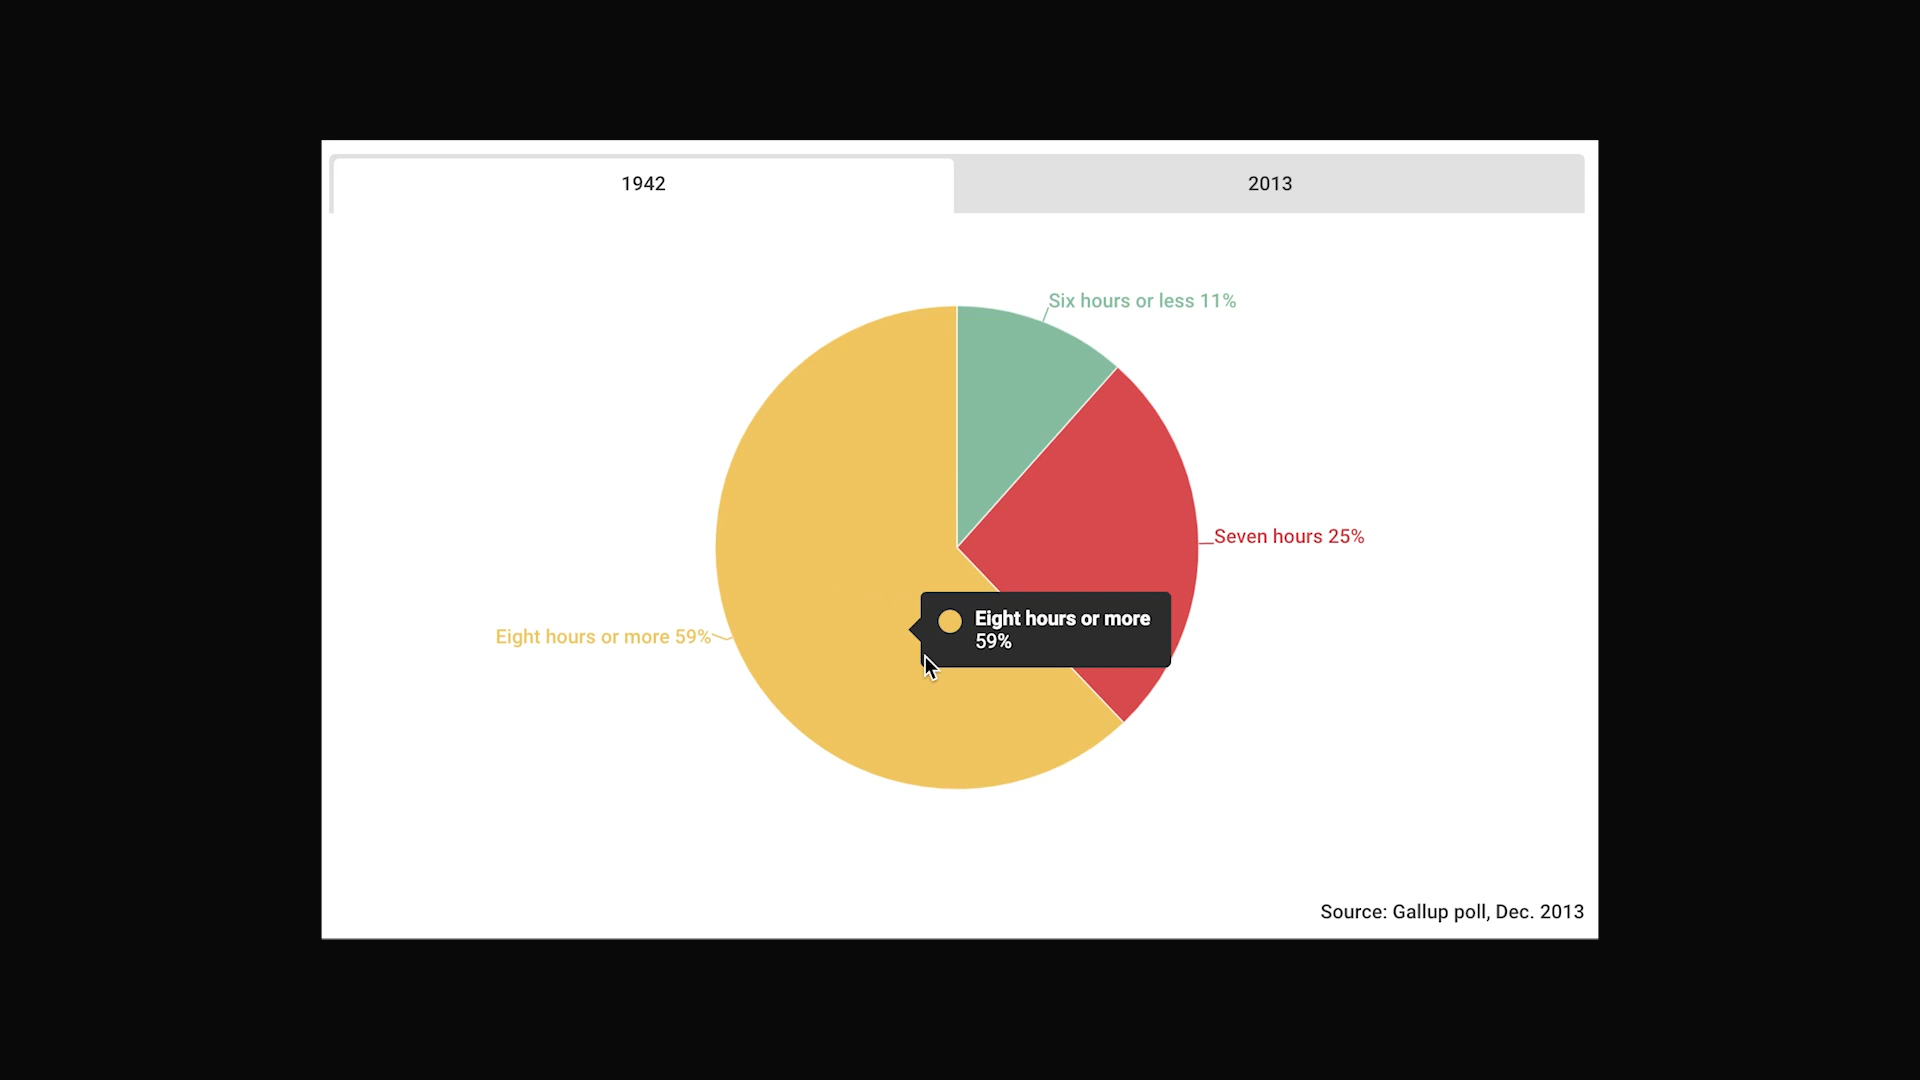 1942
2013
Six hours or less 11%
Seven hours 25%
Eight hours or more
59%
Eight hours or more 59%
Source: Gallup poll, Dec. 2013